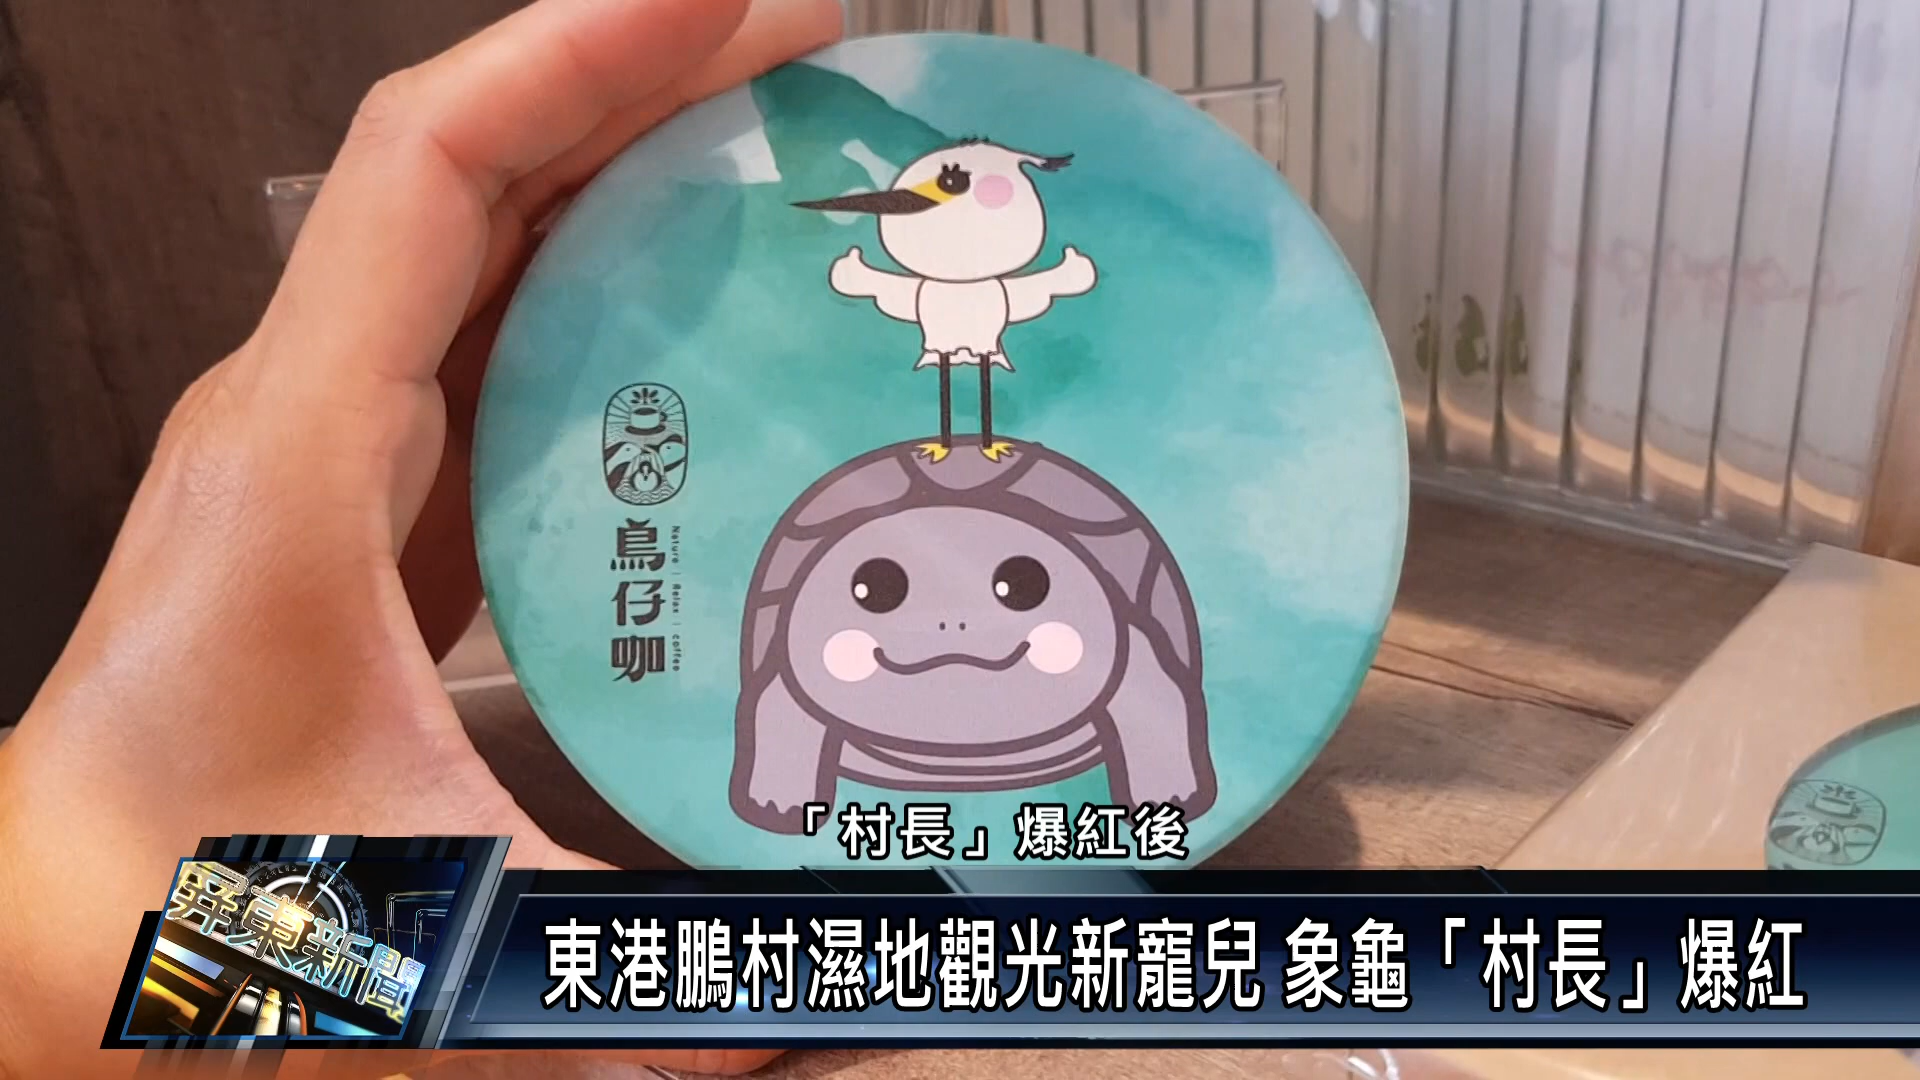 鳥仔咖
Nature | Relax | coffee
「村長」爆紅後
屏東新聞
東港鵬村濕地觀光新寵兒 象龜「村長」爆紅